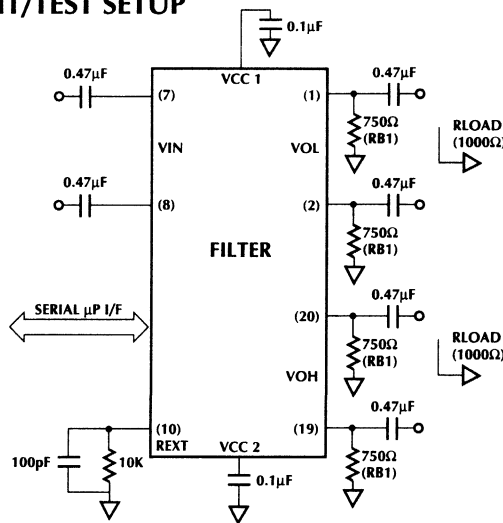 IT/TEST SETUP
0.1µF
VCC 1
0.47µF
(7)
(1)
0.47µF
750Ω
(RB1)
RLOAD
(1000Ω)
VIN
VOL
0.47µF
(8)
(2)
0.47µF
750Ω
(RB1)
FILTER
SERIAL µP I/F
(20)
0.47µF
750Ω
(RB1)
RLOAD
(1000Ω)
VOH
(10)
REXT
(19)
0.47µF
100pF
10K
VCC 2
0.1µF
750Ω
(RB1)